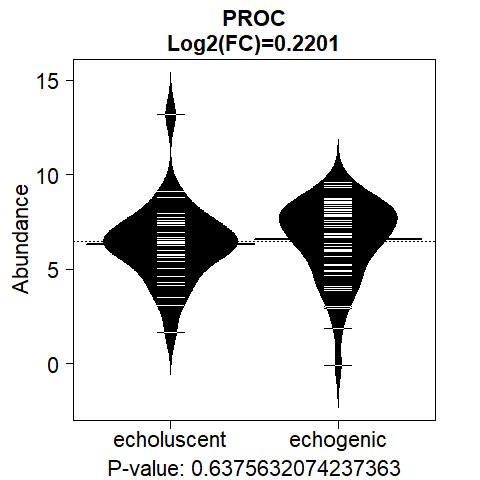 PROC
Log2(FC)=0.2201
Abundance
15
10
5
0
echoluscent echogenic
P-value: 0.6375632074237363